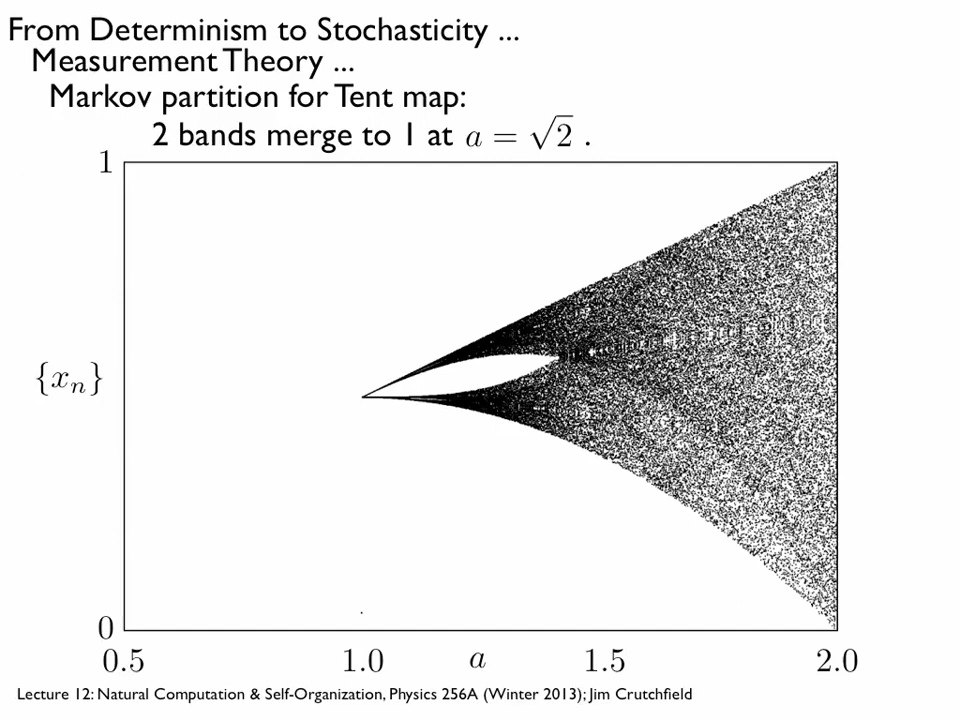 From Determinism to Stochasticity ...
Measurement Theory ...
Markov partition for Tent map:
2 bands merge to 1 at a = √2 .
1
{xₙ}
0
0.5 1.0 a 1.5 2.0
Lecture 12: Natural Computation & Self-Organization, Physics 256A (Winter 2013); Jim Crutchfield